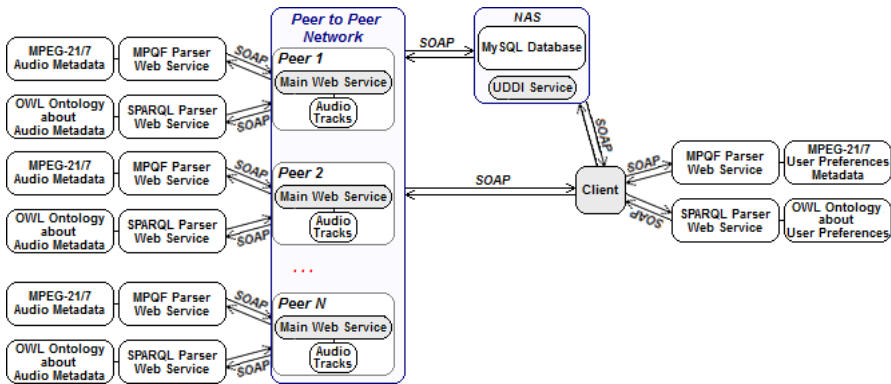 Peer to Peer
Network
NAS
MPEG-21/7
Audio Metadata
MPQF Parser
Web Service
SOAP
Peer 1
Main Web Service
Audio
Tracks
OWL Ontology
about
Audio Metadata
SPARQL Parser
Web Service
SOAP
SOAP
MySQL Database
UDDI Service
SOAP
MPEG-21/7
Audio Metadata
MPQF Parser
Web Service
SOAP
Peer 2
Main Web Service
Audio
Tracks
OWL Ontology
about
Audio Metadata
SPARQL Parser
Web Service
SOAP
SOAP
Client
SOAP
MPQF Parser
Web Service
MPEG-21/7
User Preferences
Metadata
SOAP
SPARQL Parser
Web Service
OWL Ontology
about
User Preferences
...
MPEG-21/7
Audio Metadata
MPQF Parser
Web Service
SOAP
Peer N
Main Web Service
Audio
Tracks
OWL Ontology
about
Audio Metadata
SPARQL Parser
Web Service
SOAP